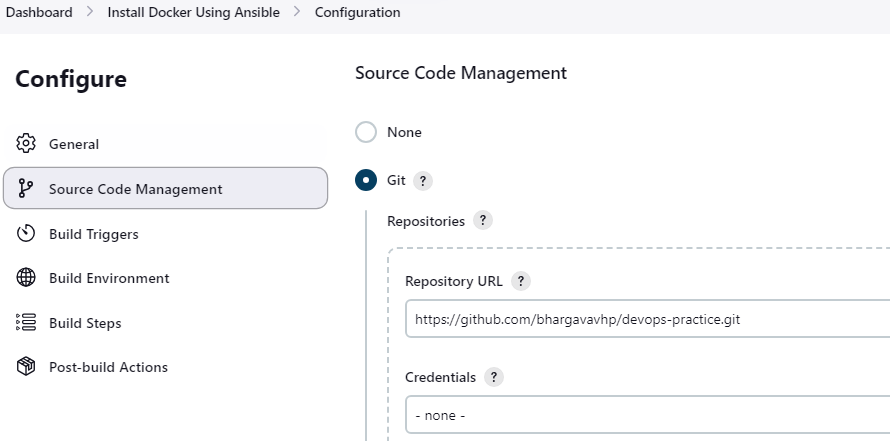 Dashboard > Install Docker Using Ansible > Configuration
Configure
General
Source Code Management
Build Triggers
Build Environment
Build Steps
Post-build Actions
Source Code Management
None
Git ?
Repositories ?
Repository URL ?
https://github.com/bhargavavhp/devops-practice.git
Credentials ?
- none -